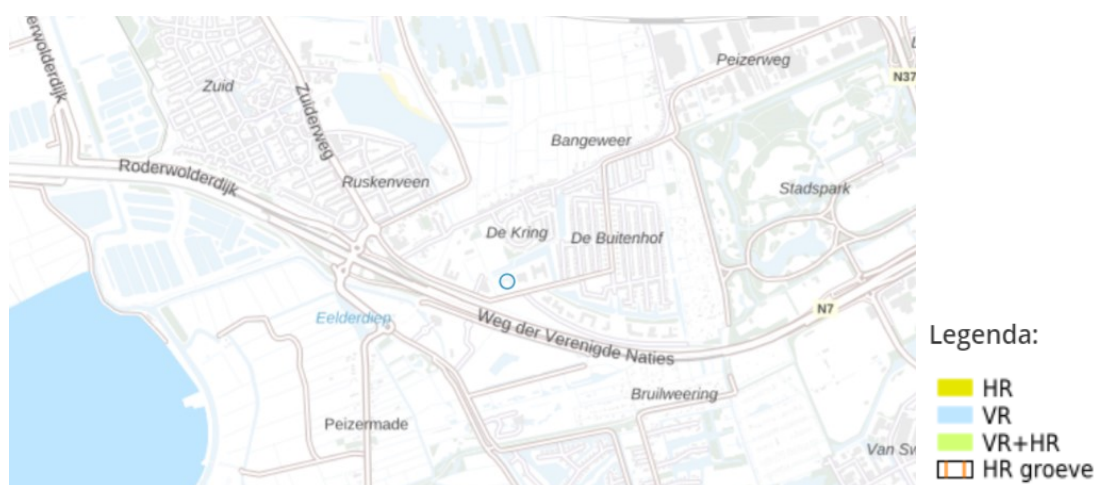 erwolderdijk
Zuid
Zuiderweg
Peizerweg
N37
Bangeweer
Roderwolderdijk
Ruskenveen
Stadspark
De Kring
De Buitenhof
Eelderdiep
Weg der Verenigde Naties
N7
Legenda:
HR
Bruilweering
VR
Peizermade
VR+HR
Van Sw
HR groeve